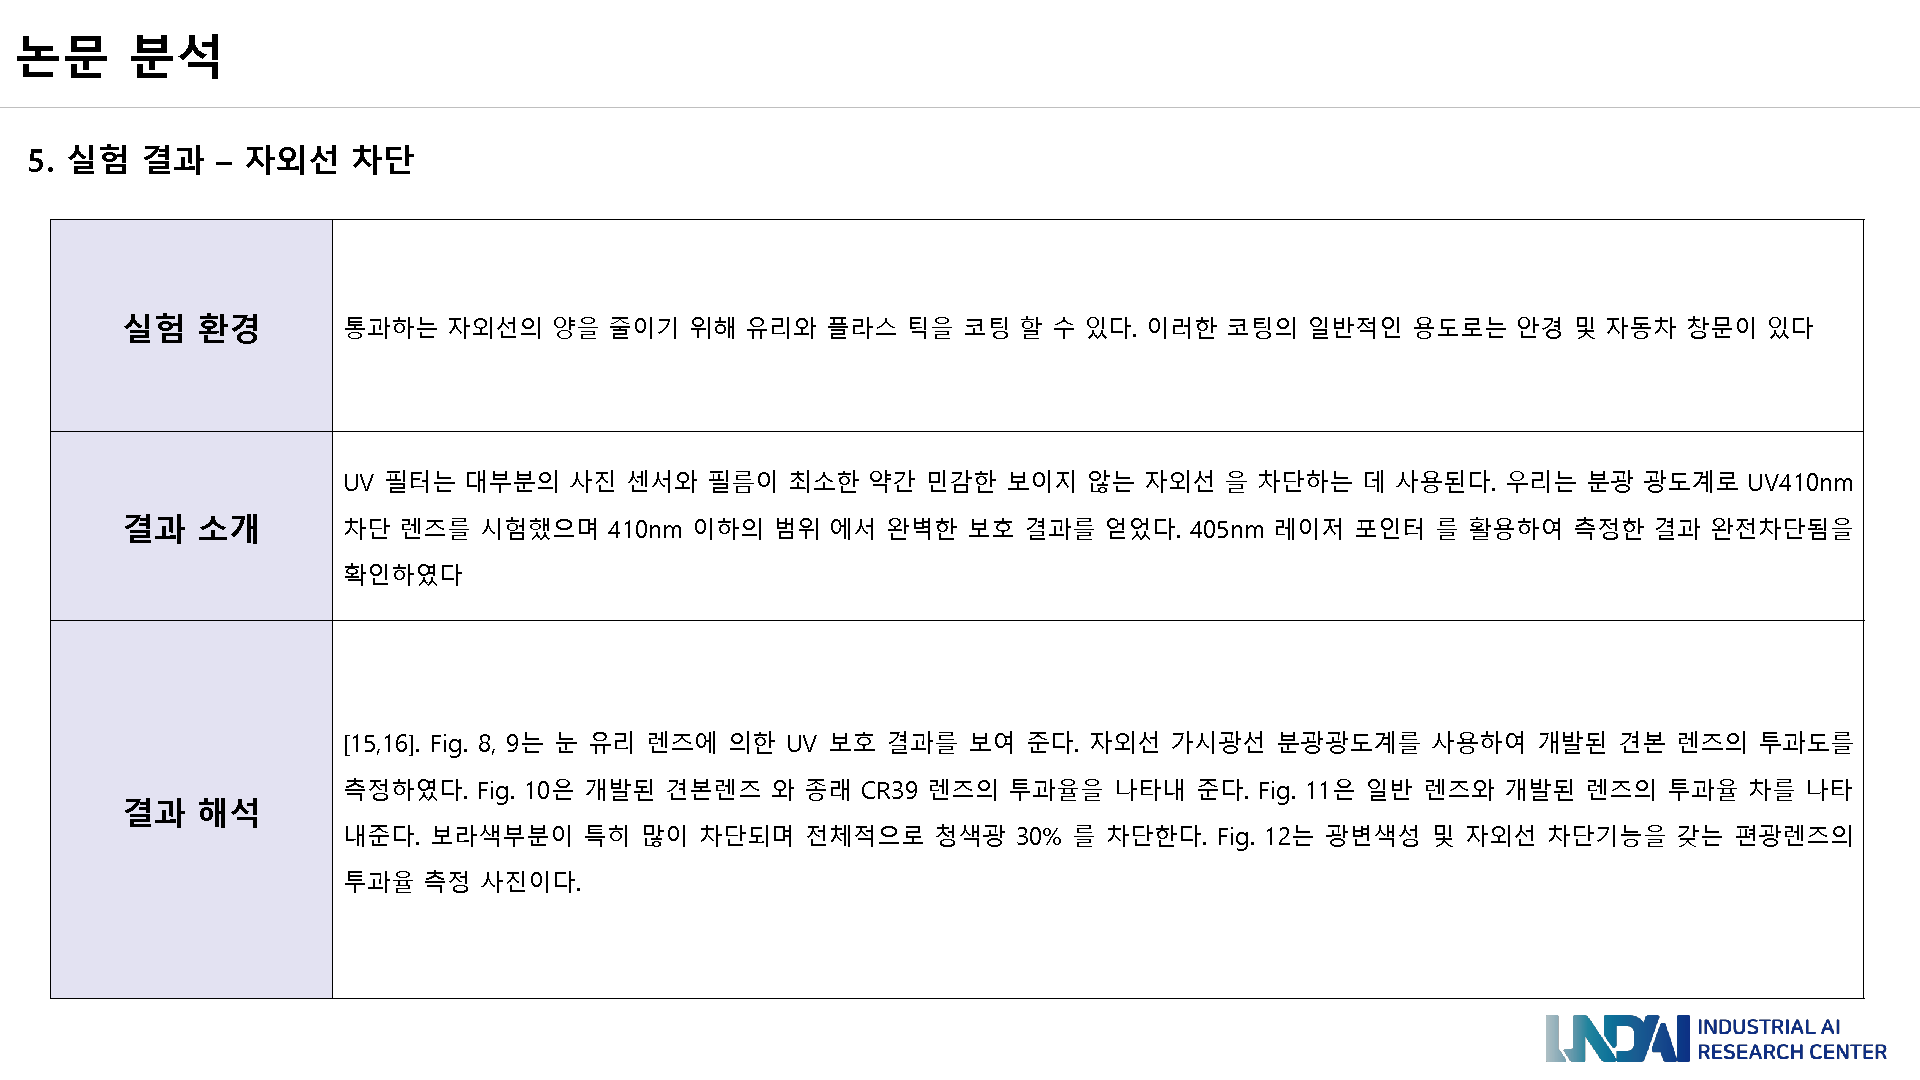 논문 분석
5. 실험 결과 – 자외선 차단
실험 환경
통과하는 자외선의 양을 줄이기 위해 유리와 플라스 틱을 코팅 할 수 있다. 이러한 코팅의 일반적인 용도로는 안경 및 자동차 창문이 있다
결과 소개
UV 필터는 대부분의 사진 센서와 필름이 최소한 약간 민감한 보이지 않는 자외선 을 차단하는 데 사용된다. 우리는 분광 광도계로 UV410nm
차단 렌즈를 시험했으며 410nm 이하의 범위 에서 완벽한 보호 결과를 얻었다. 405nm 레이저 포인터 를 활용하여 측정한 결과 완전차단됨을
확인하였다
결과 해석
[15,16]. Fig. 8, 9는 눈 유리 렌즈에 의한 UV 보호 결과를 보여 준다. 자외선 가시광선 분광광도계를 사용하여 개발된 견본 렌즈의 투과도를
측정하였다. Fig. 10은 개발된 견본렌즈 와 종래 CR39 렌즈의 투과율을 나타내 준다. Fig. 11은 일반 렌즈와 개발된 렌즈의 투과율 차를 나타
내준다. 보라색부분이 특히 많이 차단되며 전체적으로 청색광 30% 를 차단한다. Fig. 12는 광변색성 및 자외선 차단기능을 갖는 편광렌즈의
투과율 측정 사진이다.
INDAI
INDUSTRIAL AI
RESEARCH CENTER